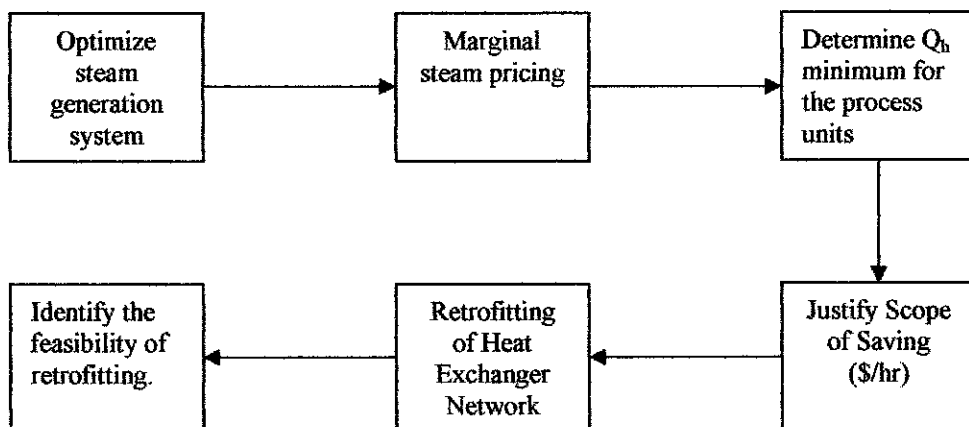 Optimize
steam
generation
system
Marginal
steam pricing
Determine Qₕ
minimum for
the process
units
Justify Scope
of Saving
($/hr)
Retrofitting
of Heat
Exchanger
Network
Identify the
feasibility of
retrofitting.